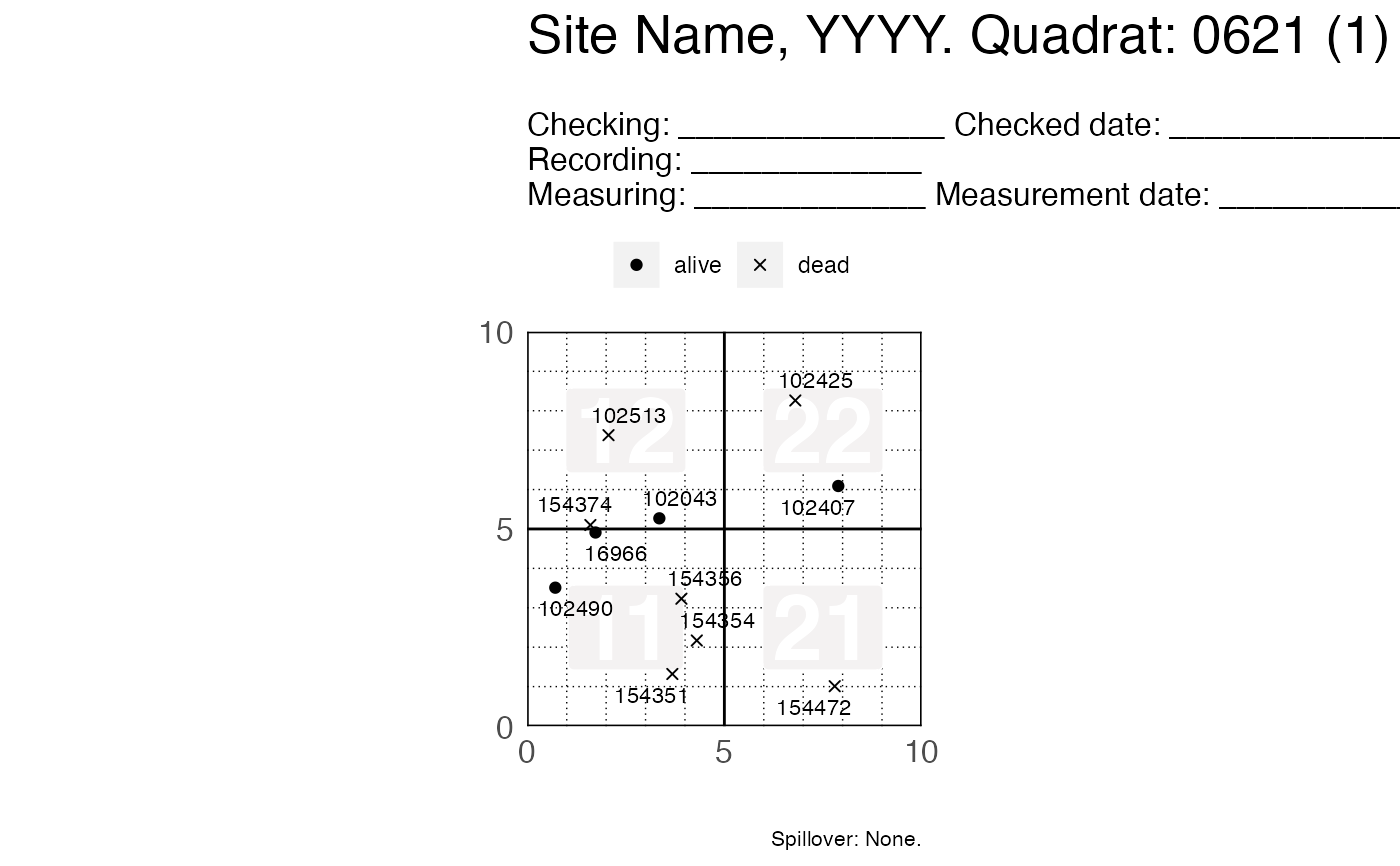 Site Name, YYYY. Quadrat: 0621 (1)
Checking: _______________ Checked date: _____________
Recording: _____________
Measuring: _____________ Measurement date: __________
alive dead
10
102425
12 22
102513
102043
154374
102407
5
16966
154356
102490
11 21
154354
154351
154472
0
0 5 10
Spillover: None.